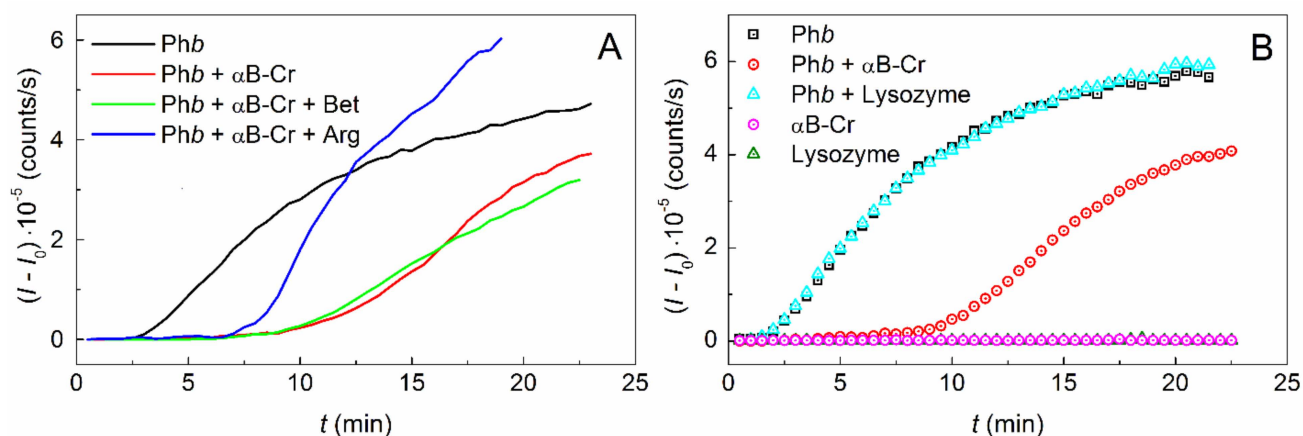 A
Phb
Phb + αB-Cr
Phb + αB-Cr + Bet
Phb + αB-Cr + Arg
(I - I0)·10-5 (counts/s)
6
4
2
0
0 5 10 15 20 25
t (min)
B
Phb
Phb + αB-Cr
Phb + Lysozyme
αB-Cr
Lysozyme
(I - I0)·10-5 (counts/s)
6
4
2
0
0 5 10 15 20 25
t (min)